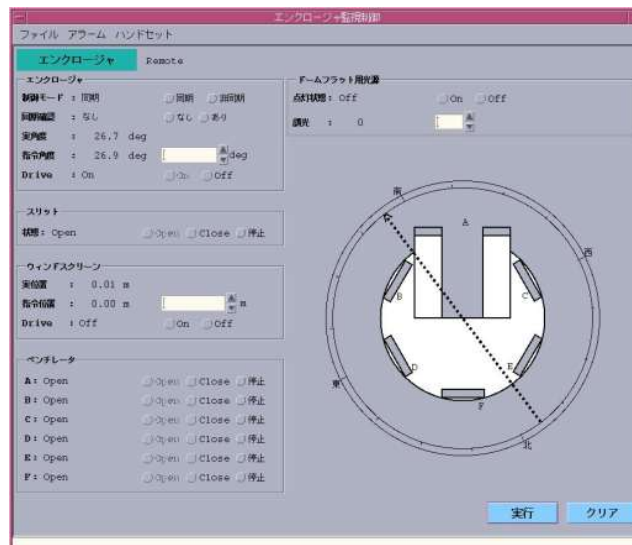 エンクロージャ監視制御
ファイル アラーム ハンドセット
エンクロージャ Remote
エンクロージャ
制御モード : 同期 同期 非同期
同期確認 : なし なし あり
実角度 : 26.7 deg
指令角度 : 26.9 deg deg
Drive : On On Off
スリット
状態: Open Open Close 停止
ウィンドスクリーン
実位置 : 0.01 m
指令位置 : 0.00 m m
Drive : Off On Off
ベンチレータ
A: Open Open Close 停止
B: Open Open Close 停止
C: Open Open Close 停止
D: Open Open Close 停止
E: Open Open Close 停止
F: Open Open Close 停止
ドームフラット用光源
点灯状態: Off On Off
調光 : 0
南
A
西
B
C
D
E
東
F
北
実行 クリア